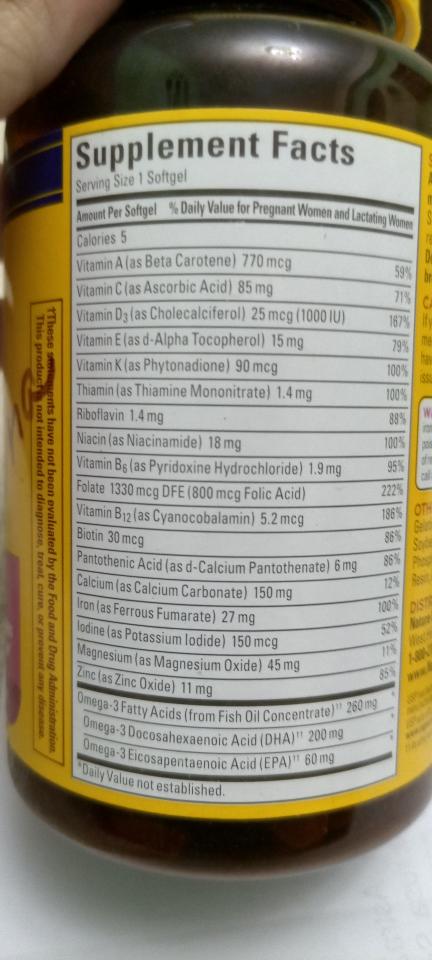 Supplement Facts
Serving Size 1 Softgel
Amount Per Softgel % Daily Value for Pregnant Women and Lactating Women
Calories 5
Vitamin A (as Beta Carotene) 770 mcg 59%
Vitamin C (as Ascorbic Acid) 85 mg 71%
Vitamin D3 (as Cholecalciferol) 25 mcg (1000 IU) 167%
Vitamin E (as d-Alpha Tocopherol) 15 mg 79%
Vitamin K (as Phytonadione) 90 mcg 100%
Thiamin (as Thiamine Mononitrate) 1.4 mg 100%
Riboflavin 1.4 mg 88%
Niacin (as Niacinamide) 18 mg 100%
Vitamin B6 (as Pyridoxine Hydrochloride) 1.9 mg 95%
Folate 1330 mcg DFE (800 mcg Folic Acid) 222%
Vitamin B12 (as Cyanocobalamin) 5.2 mcg 186%
Biotin 30 mcg 86%
Pantothenic Acid (as d-Calcium Pantothenate) 6 mg 86%
Calcium (as Calcium Carbonate) 150 mg 12%
Iron (as Ferrous Fumarate) 27 mg 100%
Iodine (as Potassium Iodide) 150 mcg 52%
Magnesium (as Magnesium Oxide) 45 mg 11%
Zinc (as Zinc Oxide) 11 mg 85%
Omega-3 Fatty Acids (from Fish Oil Concentrate)†† 260 mg *
Omega-3 Docosahexaenoic Acid (DHA)†† 200 mg *
Omega-3 Eicosapentaenoic Acid (EPA)†† 60 mg *
*Daily Value not established.
†These statements have not been evaluated by the Food and Drug Administration.
This product is not intended to diagnose, treat, cure, or prevent any disease.